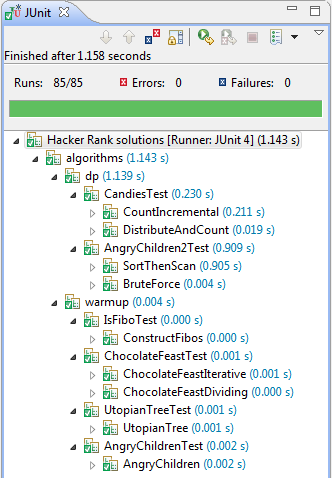 JUnit
Finished after 1.158 seconds
Runs: 85/85 Errors: 0 Failures: 0
Hacker Rank solutions [Runner: JUnit 4] (1.143 s)
algorithms (1.143 s)
dp (1.139 s)
CandiesTest (0.230 s)
CountIncremental (0.211 s)
DistributeAndCount (0.019 s)
AngryChildren2Test (0.909 s)
SortThenScan (0.905 s)
BruteForce (0.004 s)
warmup (0.004 s)
IsFiboTest (0.000 s)
ConstructFibos (0.000 s)
ChocolateFeastTest (0.001 s)
ChocolateFeastIterative (0.001 s)
ChocolateFeastDividing (0.000 s)
UtopianTreeTest (0.001 s)
UtopianTree (0.001 s)
AngryChildrenTest (0.002 s)
AngryChildren (0.002 s)